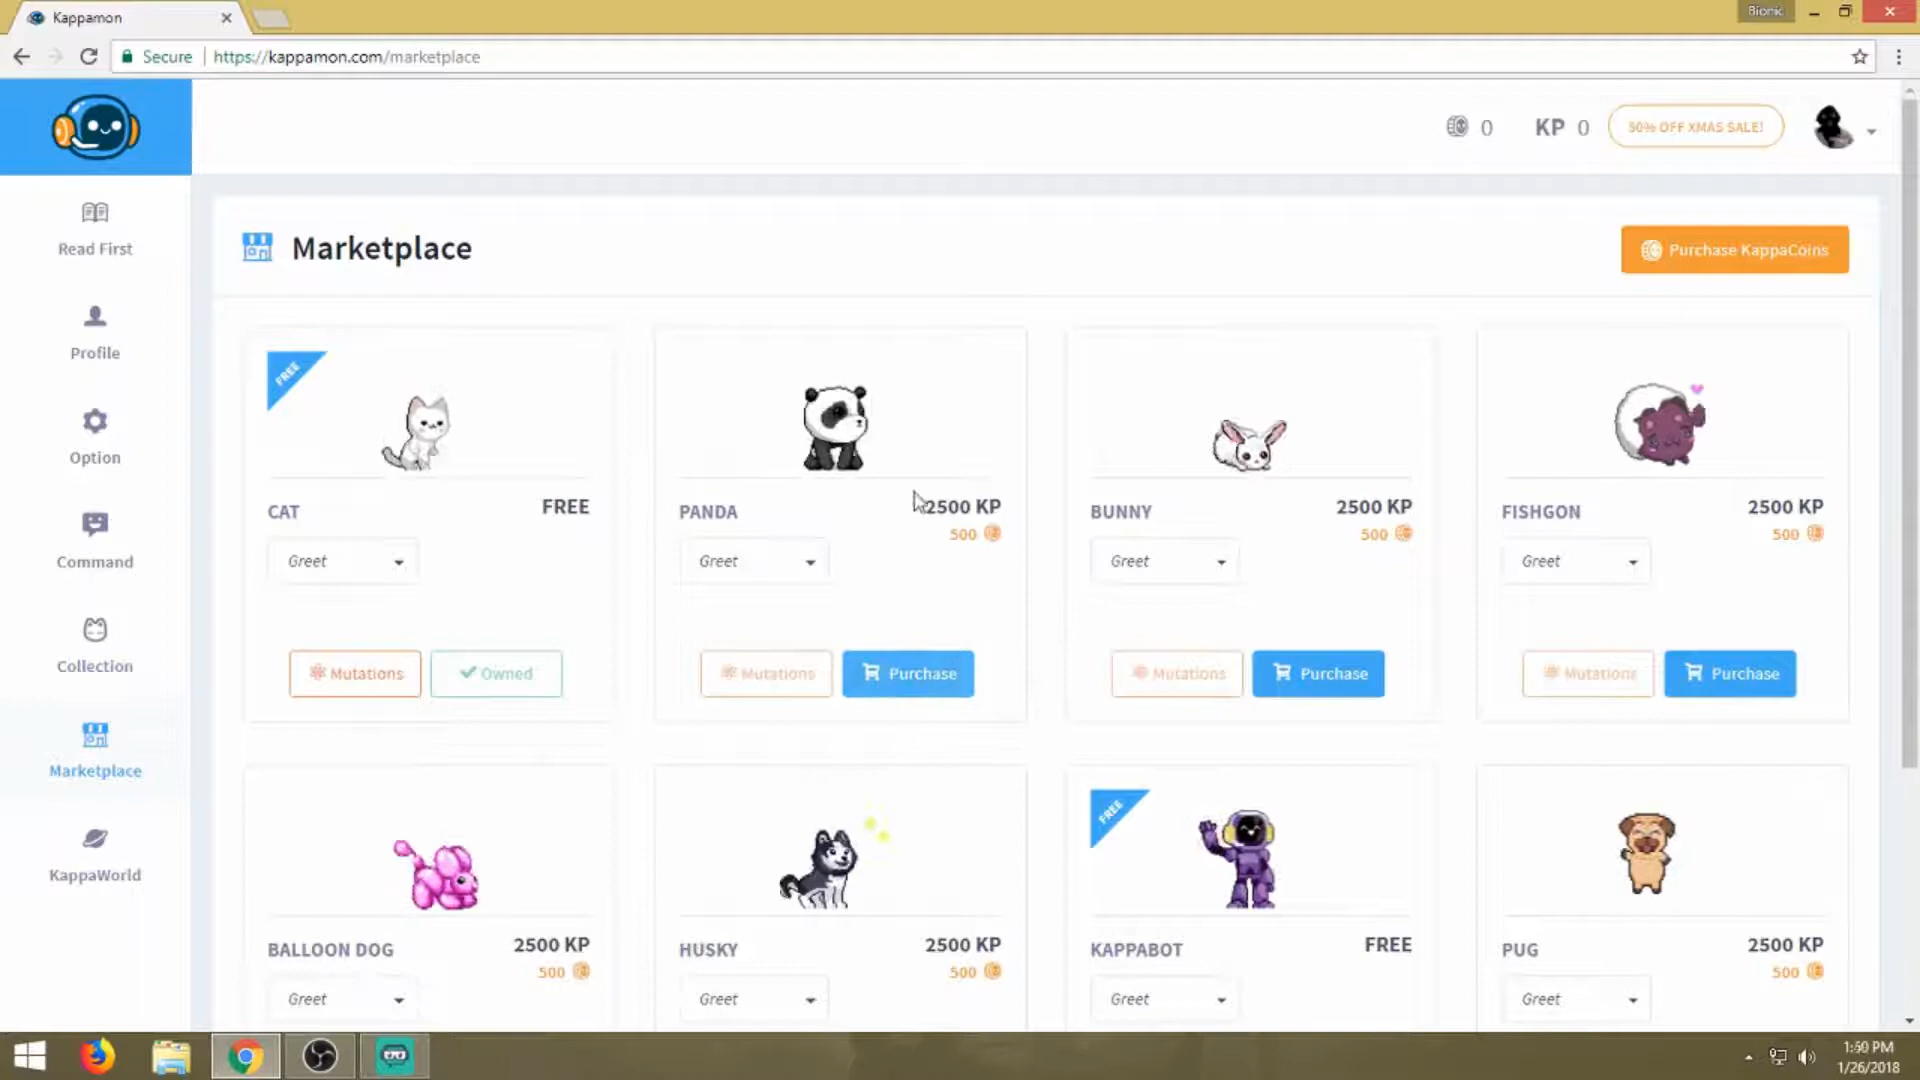 Kappamon
Bionic
Secure
https://kappamon.com/marketplace
0
KP 0
50% OFF XMAS SALE!
Read First
Profile
Option
Command
Collection
Marketplace
KappaWorld
Marketplace
Purchase KappaCoins
FREE
CAT
FREE
Greet
Mutations
Owned
PANDA
2500 KP
500
Greet
Mutations
Purchase
BUNNY
2500 KP
500
Greet
Mutations
Purchase
FISHGON
2500 KP
500
Greet
Mutations
Purchase
BALLOON DOG
2500 KP
500
Greet
HUSKY
2500 KP
500
Greet
FREE
KAPPABOT
FREE
Greet
PUG
2500 KP
500
Greet
1:50 PM
1/26/2018